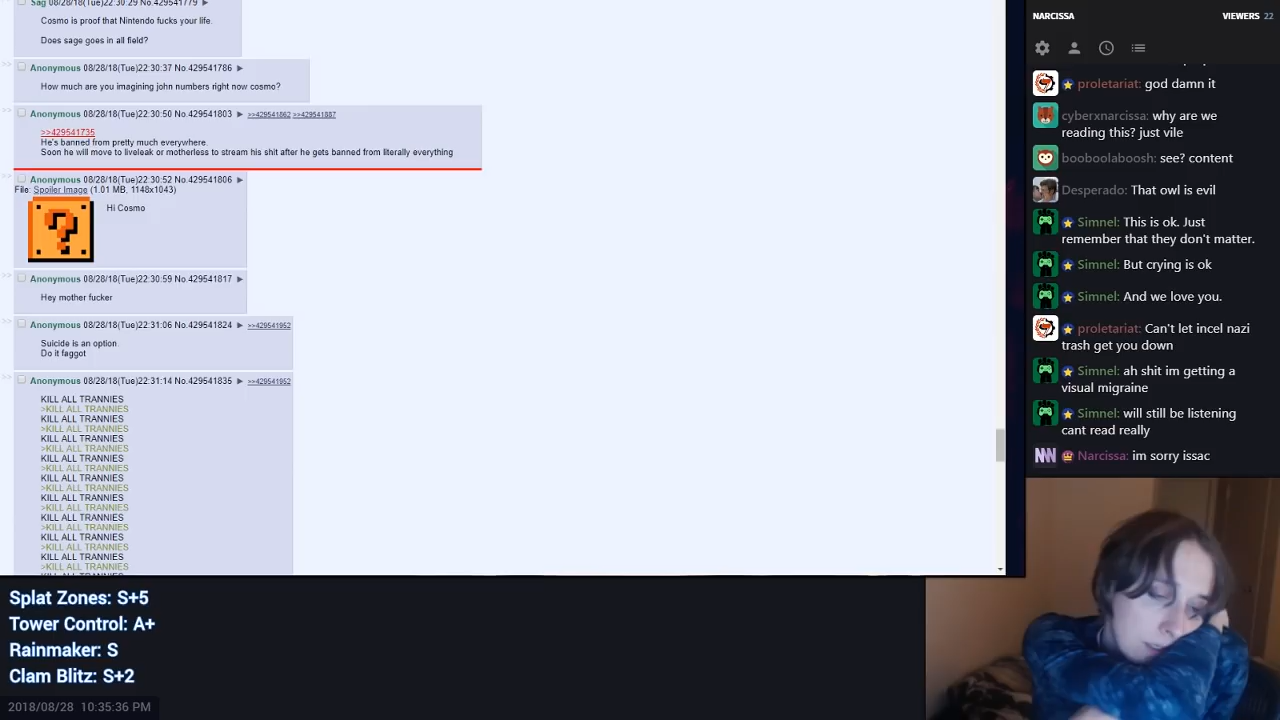 Sag 08/28/18(Tue)22:30:29 No.429541779 ▶
Cosmo is proof that Nintendo fucks your life.
Does sage goes in all field?
>> Anonymous 08/28/18(Tue)22:30:37 No.429541786 ▶
How much are you imagining john numbers right now cosmo?
>> Anonymous 08/28/18(Tue)22:30:50 No.429541803 ▶ >>429541862 >>429541887
>>429541735
He's banned from pretty much everywhere.
Soon he will move to liveleak or motherless to stream his shit after he gets banned from literally everything
>> Anonymous 08/28/18(Tue)22:30:52 No.429541806 ▶
File: Spoiler Image (1.01 MB, 1148x1043)
?
Hi Cosmo
>> Anonymous 08/28/18(Tue)22:30:59 No.429541817 ▶
Hey mother fucker
>> Anonymous 08/28/18(Tue)22:31:06 No.429541824 ▶ >>429541952
Suicide is an option.
Do it faggot
>> Anonymous 08/28/18(Tue)22:31:14 No.429541835 ▶ >>429541952
KILL ALL TRANNIES
>KILL ALL TRANNIES
KILL ALL TRANNIES
>KILL ALL TRANNIES
KILL ALL TRANNIES
>KILL ALL TRANNIES
KILL ALL TRANNIES
>KILL ALL TRANNIES
KILL ALL TRANNIES
>KILL ALL TRANNIES
KILL ALL TRANNIES
>KILL ALL TRANNIES
KILL ALL TRANNIES
>KILL ALL TRANNIES
KILL ALL TRANNIES
>KILL ALL TRANNIES
KILL ALL TRANNIES
>KILL ALL TRANNIES
NARCISSA
VIEWERS 22
proletariat: god damn it
cyberxnarcissa: why are we
reading this? just vile
booboolaboosh: see? content
Desperado: That owl is evil
Simnel: This is ok. Just
remember that they don't matter.
Simnel: But crying is ok
Simnel: And we love you.
proletariat: Can't let incel nazi
trash get you down
Simnel: ah shit im getting a
visual migraine
Simnel: will still be listening
cant read really
Narcissa: im sorry issac
Splat Zones: S+5
Tower Control: A+
Rainmaker: S
Clam Blitz: S+2
2018/08/28 10:35:36 PM